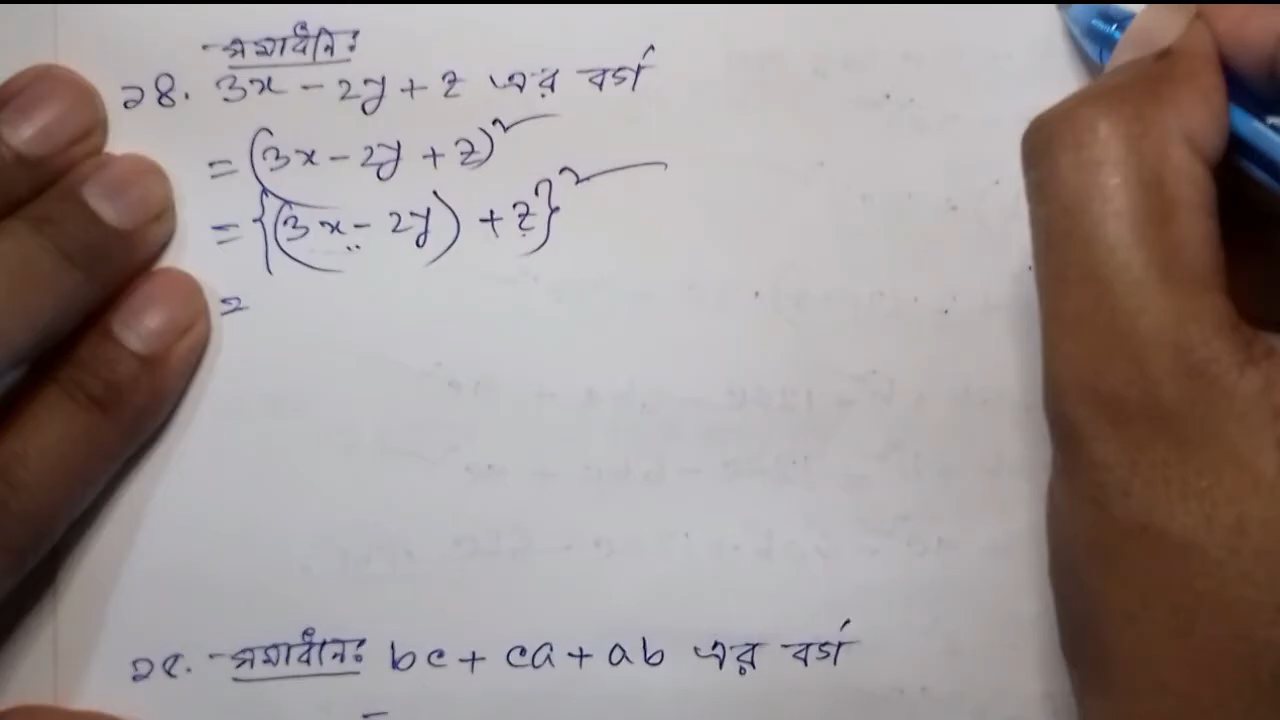 সমাধান:
১৪. 3x - 2y + z এর বর্গ
= (3x - 2y + z)²
= {(3x - 2y) + z}²
=
১৫. সমাধান: bc + ca + ab এর বর্গ
=